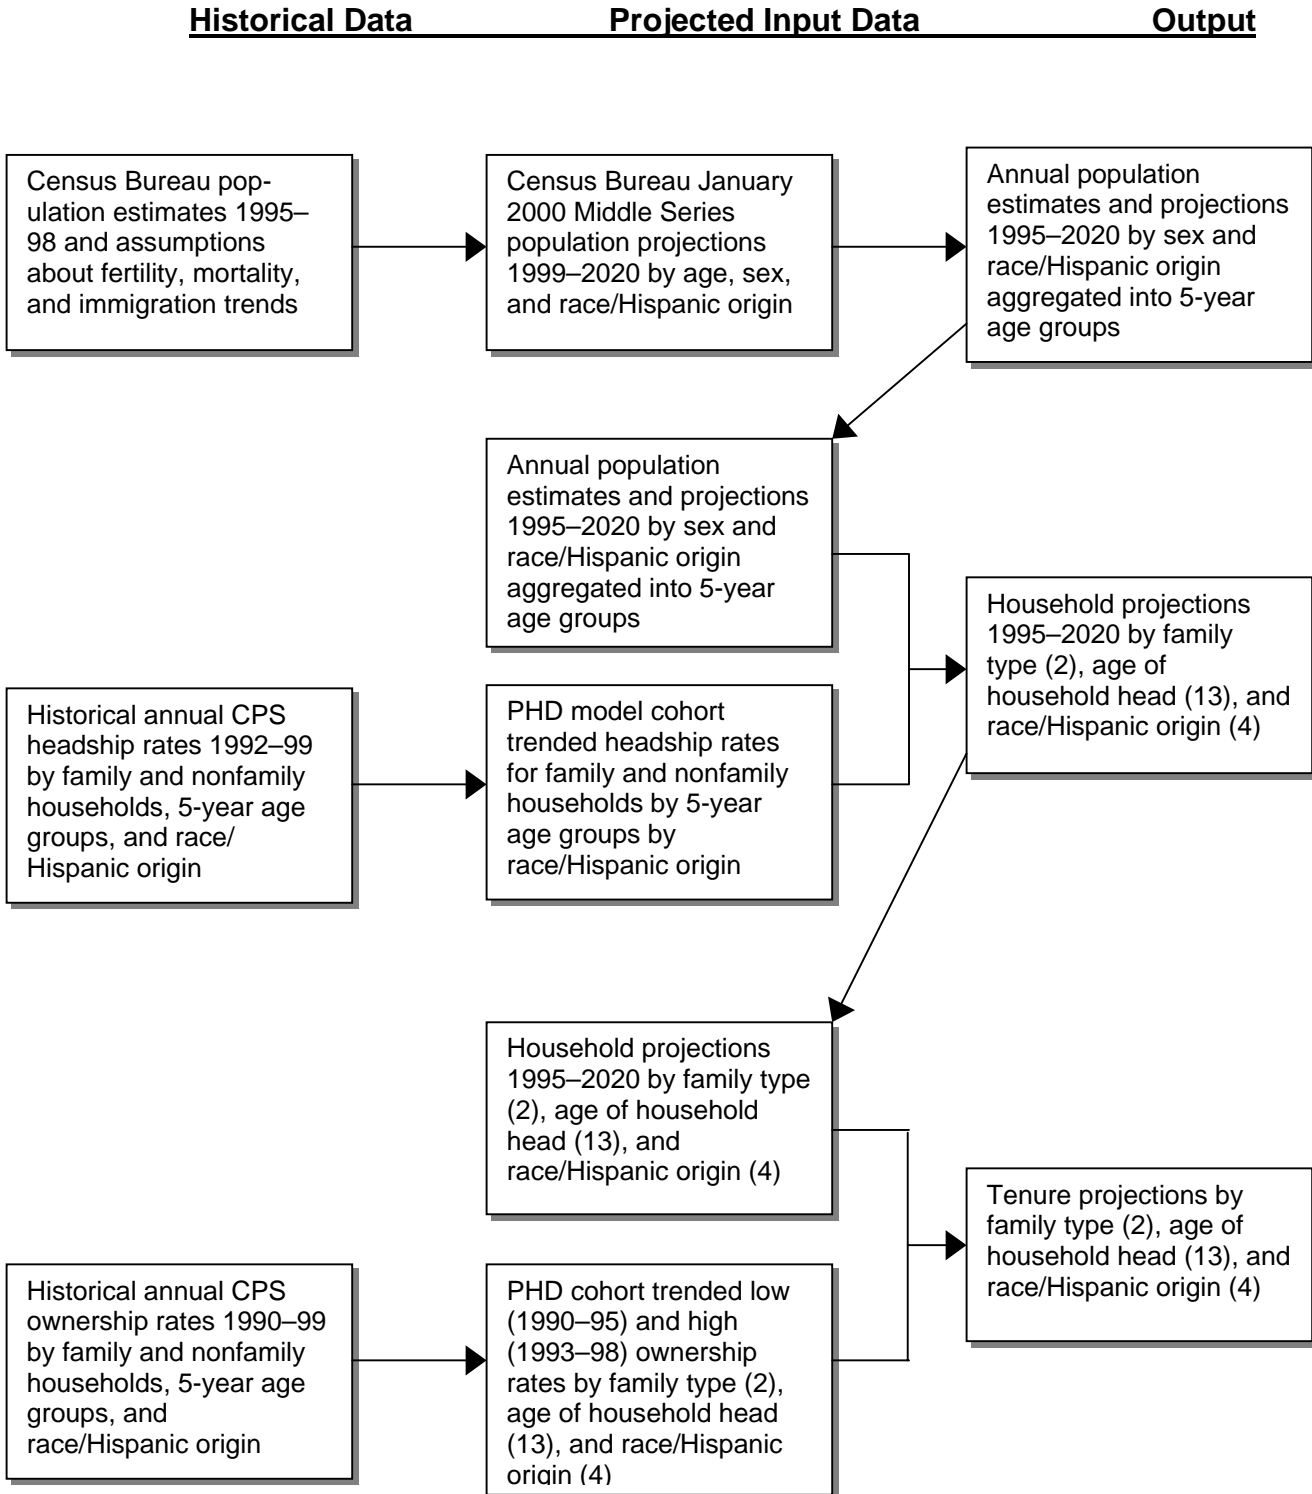 Historical Data Projected Input Data Output
Census Bureau pop-
ulation estimates 1995–
98 and assumptions
about fertility, mortality,
and immigration trends
Census Bureau January
2000 Middle Series
population projections
1999–2020 by age, sex,
and race/Hispanic origin
Annual population
estimates and projections
1995–2020 by sex and
race/Hispanic origin
aggregated into 5-year
age groups
Annual population
estimates and projections
1995–2020 by sex and
race/Hispanic origin
aggregated into 5-year
age groups
Historical annual CPS
headship rates 1992–99
by family and nonfamily
households, 5-year age
groups, and race/
Hispanic origin
PHD model cohort
trended headship rates
for family and nonfamily
households by 5-year
age groups by
race/Hispanic origin
Household projections
1995–2020 by family
type (2), age of
household head (13), and
race/Hispanic origin (4)
Household projections
1995–2020 by family type
(2), age of household
head (13), and
race/Hispanic origin (4)
Historical annual CPS
ownership rates 1990–99
by family and nonfamily
households, 5-year age
groups, and
race/Hispanic origin
PHD cohort trended low
(1990–95) and high
(1993–98) ownership
rates by family type (2),
age of household head
(13), and race/Hispanic
origin (4)
Tenure projections by
family type (2), age of
household head (13), and
race/Hispanic origin (4)